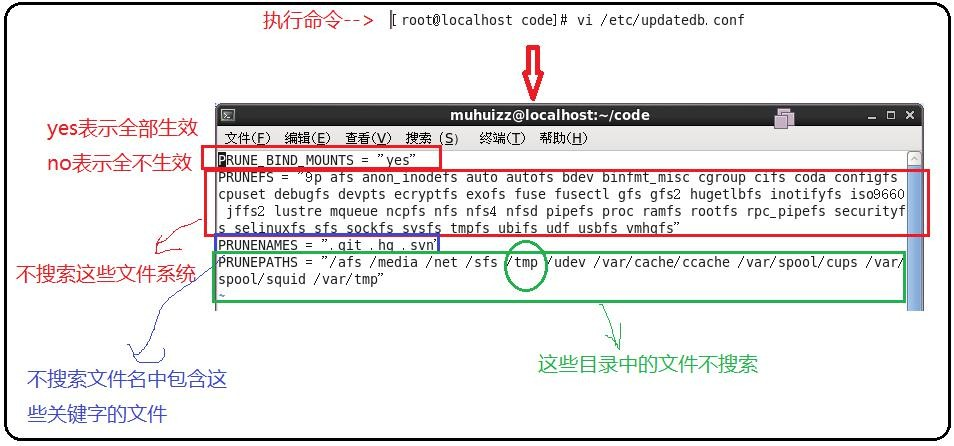 执行命令--> [root@localhost code]# vi /etc/updatedb.conf
muhuizz@localhost:~/code
文件(F) 编辑(E) 查看(V) 搜索 (S) 终端(T) 帮助(H)
yes表示全部生效
no表示全不生效
PRUNE_BIND_MOUNTS = "yes"
PRUNEFS = "9p afs anon_inodefs auto autofs bdev binfmt_misc cgroup cifs coda configfs
cpuset debugfs devpts ecryptfs exofs fuse fusectl gfs gfs2 hugetlbfs inotifyfs iso9660
jffs2 lustre mqueue ncpfs nfs nfs4 nfsd pipefs proc ramfs rootfs rpc_pipefs securityf
s selinuxfs sfs sockfs sysfs tmpfs ubifs udf usbfs vmhgfs"
PRUNENAMES = ".git .hg .svn"
PRUNEPATHS = "/afs /media /net /sfs /tmp /udev /var/cache/ccache /var/spool/cups /var/
spool/squid /var/tmp"
~
不搜索这些文件系统
不搜索文件名中包含这
些关键字的文件
这些目录中的文件不搜索